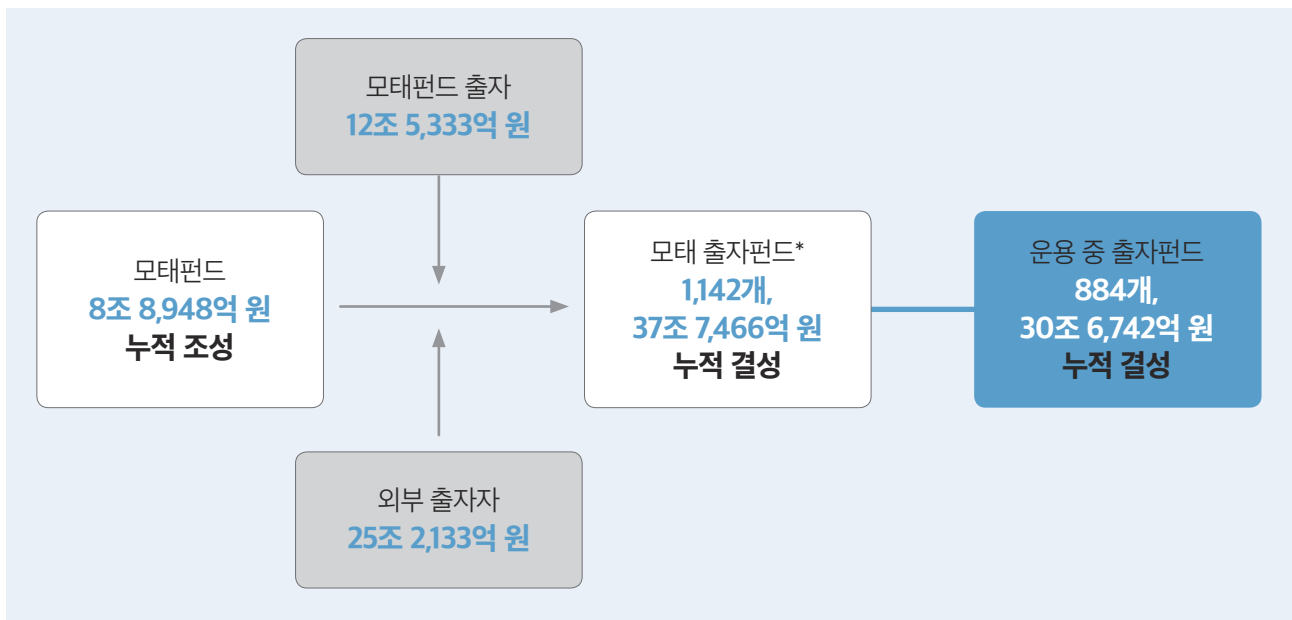 모태펀드 출자
12조 5,333억 원
모태펀드
8조 8,948억 원
누적 조성
모태 출자펀드*
1,142개,
37조 7,466억 원
누적 결성
운용 중 출자펀드
884개,
30조 6,742억 원
누적 결성
외부 출자자
25조 2,133억 원